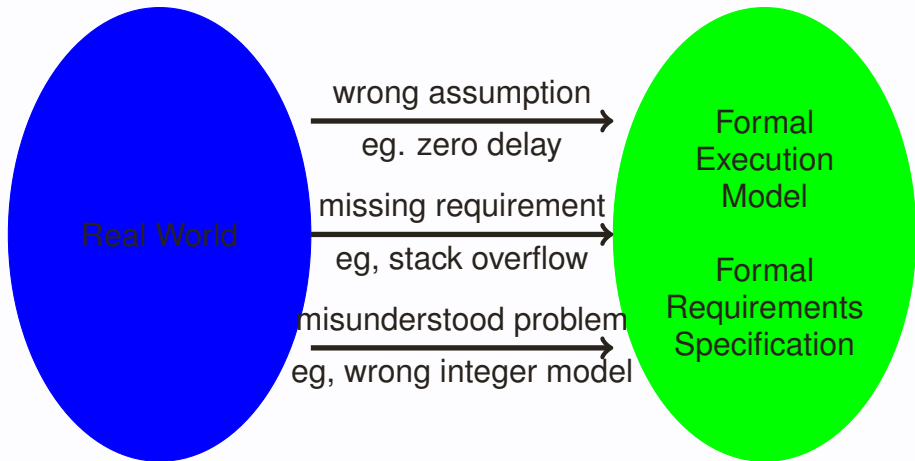 Real World
wrong assumption
eg. zero delay
missing requirement
eg, stack overflow
misunderstood problem
eg, wrong integer model
Formal
Execution
Model
Formal
Requirements
Specification